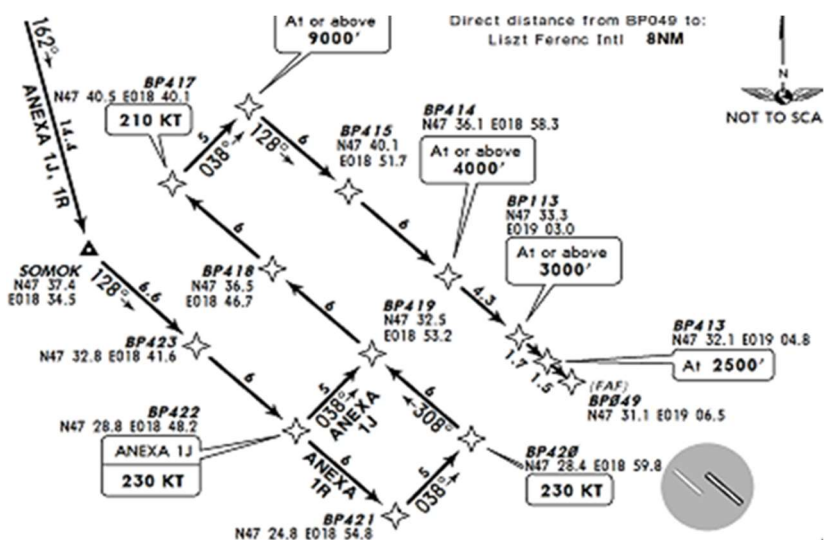 At or above
9000'
Direct distance from BP049 to:
Liszt Ferenc Intl 8NM
N
NOT TO SCA
162°
14.4
ANEXA 1J, 1R
BP417
N47 40.5 E018 40.1
210 KT
5
038°
128°
6
BP415
N47 40.1
E018 51.7
6
BP414
N47 36.1 E018 58.3
At or above
4000'
4.3
BP113
N47 33.3
E019 03.0
At or above
3000'
1.7
BP413
N47 32.1 E019 04.8
At 2500'
1.5
(FAF)
BPØ49
N47 31.1 E019 06.5
6
SOMOK
N47 37.4
E018 34.5
128°
6.6
BP418
N47 36.5
E018 46.7
6
BP419
N47 32.5
E018 53.2
BP423
N47 32.8 E018 41.6
6
BP422
N47 28.8 E018 48.2
ANEXA 1J
230 KT
5
038°
ANEXA
1J
6
308°
ANEXA
1R
6
BP421
N47 24.8 E018 54.8
5
038°
BP42Ø
N47 28.4 E018 59.8
230 KT